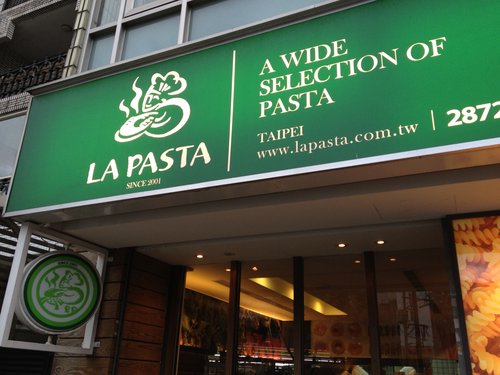 LA PASTA
SINCE 2001
A WIDE
SELECTION OF
PASTA
TAIPEI
www.lapasta.com.tw | 2872